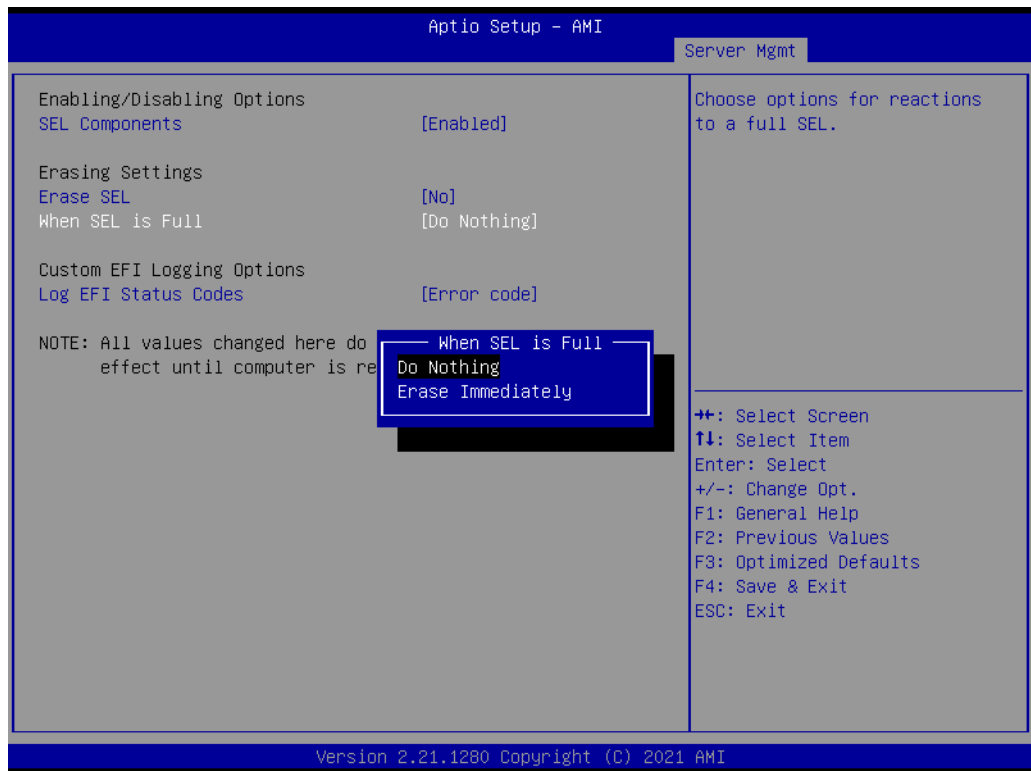 Aptio Setup – AMI
Server Mgmt
Enabling/Disabling Options
SEL Components [Enabled]
Erasing Settings
Erase SEL [No]
When SEL is Full [Do Nothing]
Custom EFI Logging Options
Log EFI Status Codes [Error code]
NOTE: All values changed here do
effect until computer is re
When SEL is Full
Do Nothing
Erase Immediately
Choose options for reactions
to a full SEL.
→←: Select Screen
↑↓: Select Item
Enter: Select
+/-: Change Opt.
F1: General Help
F2: Previous Values
F3: Optimized Defaults
F4: Save & Exit
ESC: Exit
Version 2.21.1280 Copyright (C) 2021 AMI